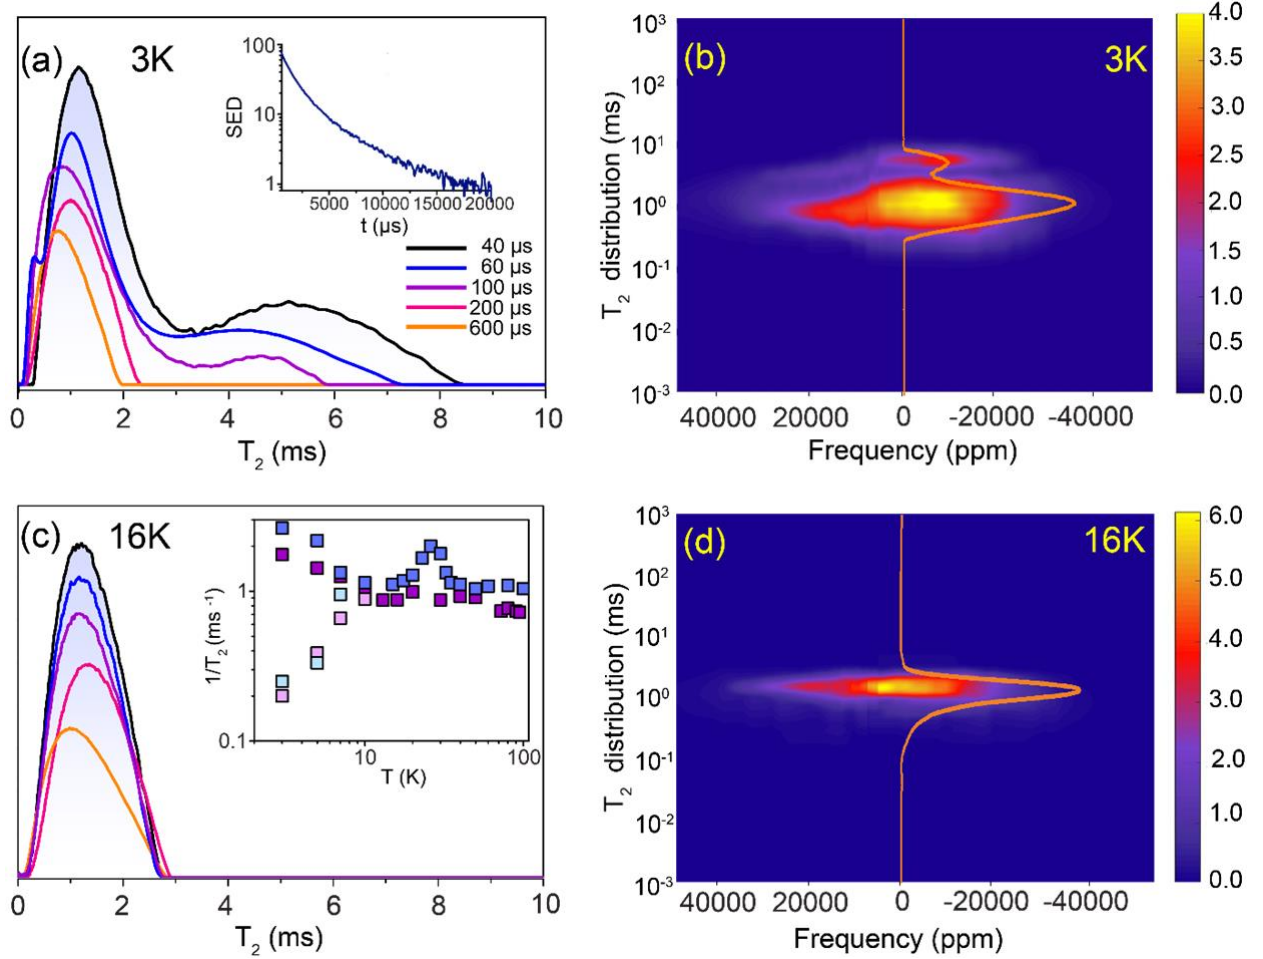 (a) 3K
SED
100
10
1
5000 10000 15000 20000
t (µs)
40 µs
60 µs
100 µs
200 µs
600 µs
0 2 4 6 8 10
T2 (ms)
(b) 3K
T2 distribution (ms)
10³
10²
10¹
10⁰
10⁻¹
10⁻²
10⁻³
40000 20000 0 -20000 -40000
Frequency (ppm)
4.0
3.5
3.0
2.5
2.0
1.5
1.0
0.5
0.0
(c) 16K
1/T2 (ms⁻¹)
1
0.1
10 100
T (K)
0 2 4 6 8 10
T2 (ms)
(d) 16K
T2 distribution (ms)
10³
10²
10¹
10⁰
10⁻¹
10⁻²
10⁻³
40000 20000 0 -20000 -40000
Frequency (ppm)
6.0
5.0
4.0
3.0
2.0
1.0
0.0